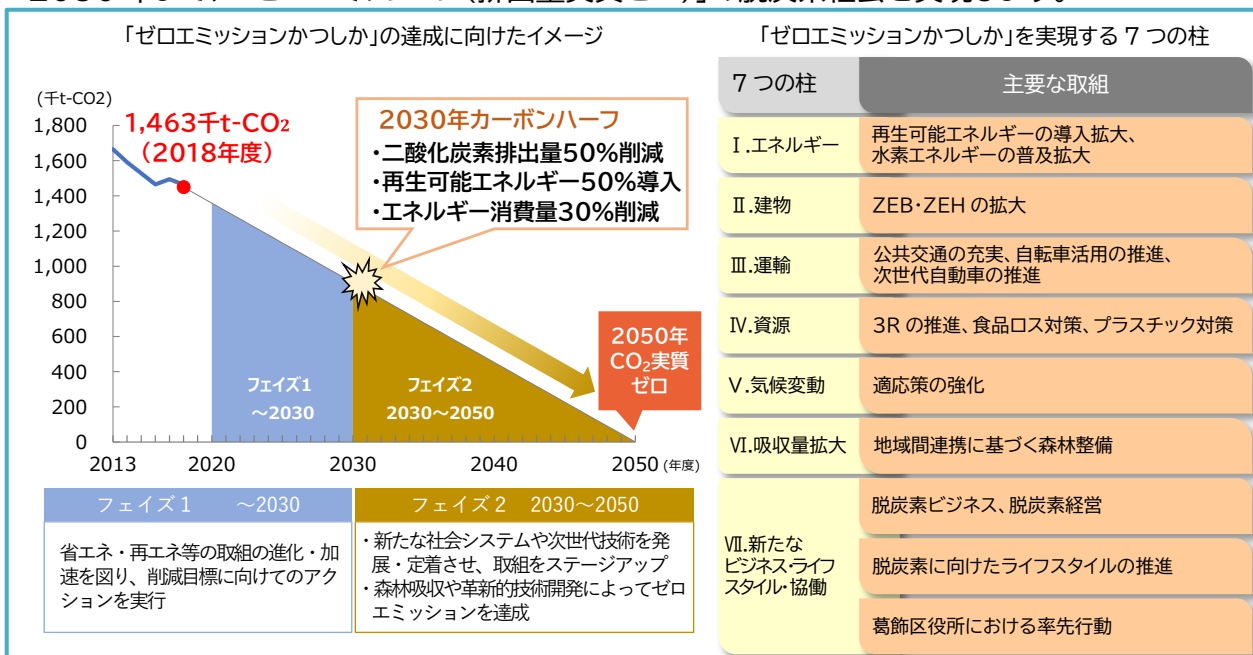 「ゼロエミッションかつしか」の達成に向けたイメージ
(千t-CO2)
1,800
1,600
1,400
1,200
1,000
800
600
400
200
0
2013
2020
2030
2040
2050
(年度)
1,463千t-CO₂
(2018年度)
2030年カーボンハーフ
・二酸化炭素排出量50%削減
・再生可能エネルギー50%導入
・エネルギー消費量30%削減
2050年
CO₂実質
ゼロ
フェイズ1
～2030
フェイズ2
2030～2050
フェイズ1 ～2030
省エネ・再エネ等の取組の進化・加
速を図り、削減目標に向けてのアク
ションを実行
フェイズ2 2030～2050
・新たな社会システムや次世代技術を発
展・定着させ、取組をステージアップ
・森林吸収や革新的技術開発によってゼロ
エミッションを達成
「ゼロエミッションかつしか」を実現する7つの柱
7つの柱 主要な取組
Ⅰ.エネルギー
再生可能エネルギーの導入拡大、
水素エネルギーの普及拡大
Ⅱ.建物
ZEB・ZEHの拡大
Ⅲ.運輸
公共交通の充実、自転車活用の推進、
次世代自動車の推進
Ⅳ.資源
3Rの推進、食品ロス対策、プラスチック対策
Ⅴ.気候変動
適応策の強化
Ⅵ.吸収量拡大
地域間連携に基づく森林整備
Ⅶ.新たな
ビジネス・ライフ
スタイル・協働
脱炭素ビジネス、脱炭素経営
脱炭素に向けたライフスタイルの推進
葛飾区役所における率先行動